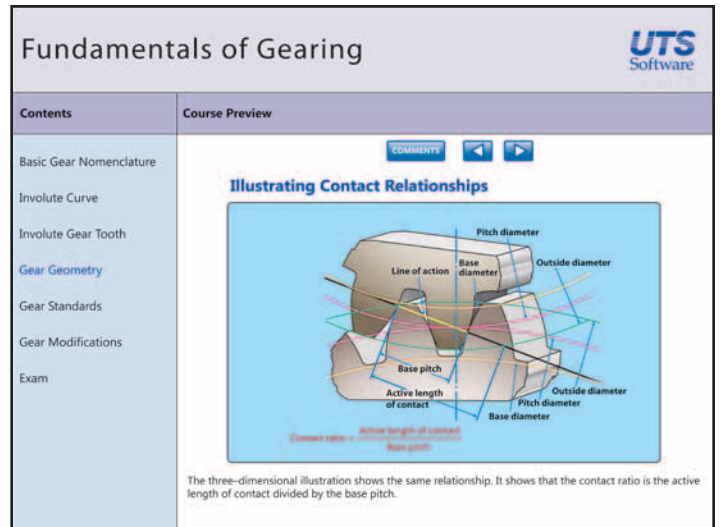 Fundamentals of Gearing
UTS
Software
Contents
Course Preview
COMMENTS
Basic Gear Nomenclature
Involute Curve
Involute Gear Tooth
Gear Geometry
Gear Standards
Gear Modifications
Exam
Illustrating Contact Relationships
Pitch diameter
Line of action
Base
diameter
Outside diameter
Base pitch
Active length
of contact
Outside diameter
Pitch diameter
Base diameter
Contact ratio = Active length of contact
Base pitch
The three–dimensional illustration shows the same relationship. It shows that the contact ratio is the active
length of contact divided by the base pitch.